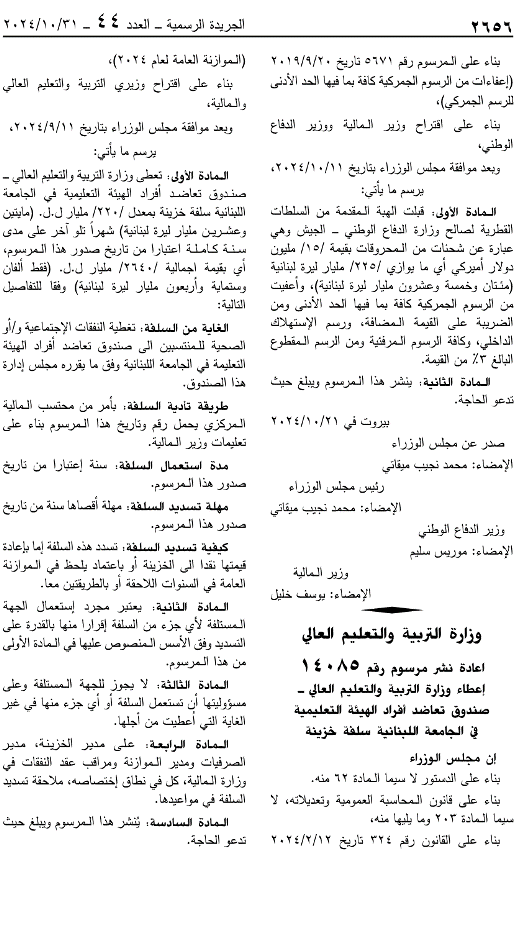 ٢٦٥٦
الجريدة الرسمية ـ العدد ٤٤ ـ ٢٠٢٤/١٠/٣١
بناء على المرسوم رقم ٥٦٧١ تاريخ ٢٠١٩/٩/٢٠
(إعفاءات من الرسوم الجمركية كافة بما فيها الحد الأدنى
للرسم الجمركي)،
بناء على اقتراح وزير المالية ووزير الدفاع
الوطني،
وبعد موافقة مجلس الوزراء بتاريخ ٢٠٢٤/١٠/١١،
يرسم ما يأتي:
المادة الأولى: قبلت الهبة المقدمة من السلطات
القطرية لصالح وزارة الدفاع الوطني ـ الجيش وهي
عبارة عن شحنات من المحروقات بقيمة /١٥/ مليون
دولار أميركي أي ما يوازي /٢٢٥/ مليار ليرة لبنانية
(مئتان وخمسة وعشرون مليار ليرة لبنانية)، وأعفيت
من الرسوم الجمركية كافة بما فيها الحد الأدنى ومن
الضريبة على القيمة المضافة، ورسم الإستهلاك
الداخلي، وكافة الرسوم المرفئية ومن الرسم المقطوع
البالغ ٣٪ من القيمة.
المادة الثانية: ينشر هذا المرسوم ويبلغ حيث
تدعو الحاجة.
بيروت في ٢٠٢٤/١٠/٢١
صدر عن مجلس الوزراء
الإمضاء: محمد نجيب ميقاتي
رئيس مجلس الوزراء
الإمضاء: محمد نجيب ميقاتي
وزير الدفاع الوطني
الإمضاء: موريس سليم
وزير المالية
الإمضاء: يوسف خليل
وزارة التربية والتعليم العالي
اعادة نشر مرسوم رقم ١٤٠٨٥
إعطاء وزارة التربية والتعليم العالي ـ
صندوق تعاضد أفراد الهيئة التعليمية
في الجامعة اللبنانية سلفة خزينة
إن مجلس الوزراء
بناء على الدستور لا سيما المادة ٦٢ منه.
بناء على قانون المحاسبة العمومية وتعديلاته، لا
سيما المادة ٢٠٣ وما يليها منه،
بناء على القانون رقم ٣٢٤ تاريخ ٢٠٢٤/٢/١٢
(الموازنة العامة لعام ٢٠٢٤)،
بناء على اقتراح وزيري التربية والتعليم العالي
والمالية،
وبعد موافقة مجلس الوزراء بتاريخ ٢٠٢٤/٩/١١،
يرسم ما يأتي:
المادة الأولى: تعطى وزارة التربية والتعليم العالي ـ
صندوق تعاضد أفراد الهيئة التعليمية في الجامعة
اللبنانية سلفة خزينة بمعدل /٢٢٠/ مليار ل.ل. (مايتين
وعشرين مليار ليرة لبنانية) شهراً تلو آخر على مدى
سنة كاملة اعتبارا من تاريخ صدور هذا المرسوم،
أي بقيمة اجمالية /٢٦٤٠/ مليار ل.ل. (فقط ألفان
وستماية وأربعون مليار ليرة لبنانية) وفقا للتفاصيل
التالية:
الغاية من السلفة: تغطية النفقات الإجتماعية و/أو
الصحية للمنتسبين الى صندوق تعاضد أفراد الهيئة
التعليمة في الجامعة اللبنانية وفق ما يقرره مجلس إدارة
هذا الصندوق.
طريقة تأدية السلفة: بأمر من محتسب المالية
المركزي يحمل رقم وتاريخ هذا المرسوم بناء على
تعليمات وزير المالية.
مدة استعمال السلفة: سنة إعتبارا من تاريخ
صدور هذا المرسوم.
مهلة تسديد السلفة: مهلة أقصاها سنة من تاريخ
صدور هذا المرسوم.
كيفية تسديد السلفة: تسدد هذه السلفة إما بإعادة
قيمتها نقدا الى الخزينة أو باعتماد يلحظ في الموازنة
العامة في السنوات اللاحقة أو بالطريقتين معا.
المادة الثانية: يعتبر مجرد إستعمال الجهة
المستلفة لأي جزء من السلفة إقرارا منها بالقدرة على
التسديد وفق الأمس المنصوص عليها في المادة الأولى
من هذا المرسوم.
المادة الثالثة: لا يجوز للجهة المستلفة وعلى
مسؤوليتها أن تستعمل السلفة أو أي جزء منها في غير
الغاية التي أعطيت من أجلها.
المادة الرابعة: على مدير الخزينة، مدير
الصرفيات ومدير الموازنة ومراقب عقد النفقات في
وزارة المالية، كل في نطاق إختصاصه، ملاحقة تسديد
السلفة في مواعيدها.
المادة السادسة: يُنشر هذا المرسوم ويبلغ حيث
تدعو الحاجة.